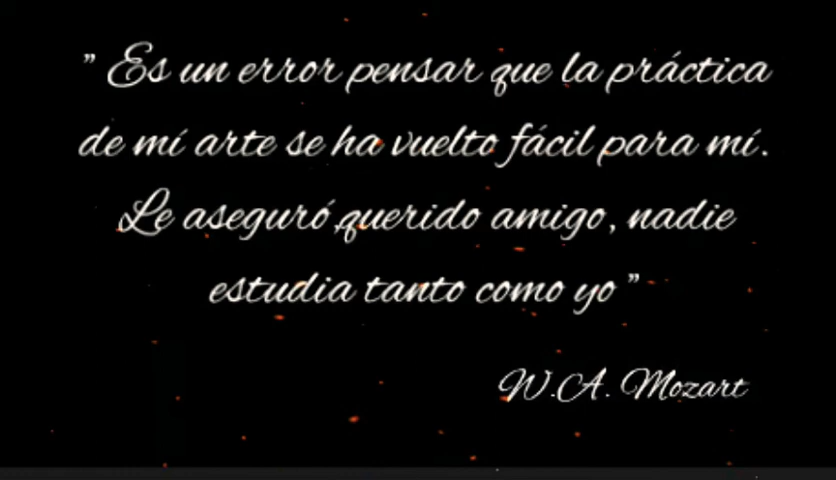 " Es un error pensar que la práctica
de mí arte se ha vuelto fácil para mí.
Le aseguró,querido amigo, nadie
estudia tanto como yo "
W.A. Mozart